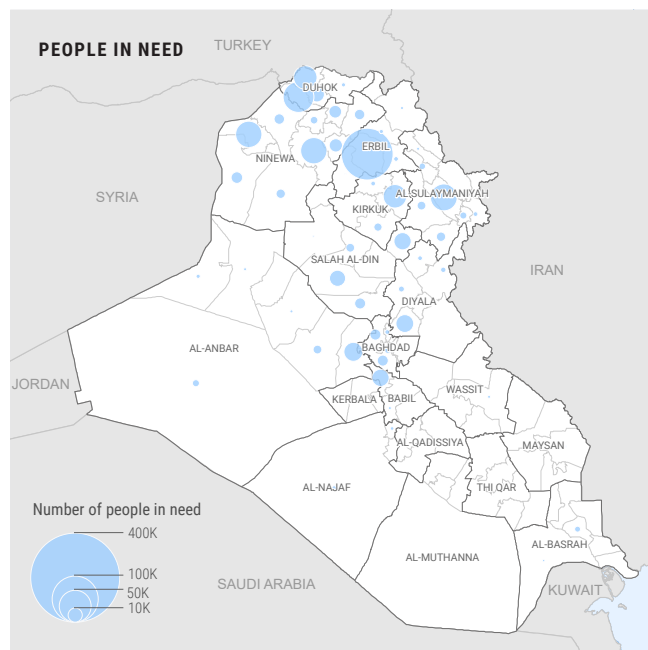 PEOPLE IN NEED
TURKEY
DUHOK
ERBIL
NINEWA
AL-SULAYMANIYAH
SYRIA
KIRKUK
SALAH AL-DIN
IRAN
DIYALA
AL-ANBAR
BAGHDAD
JORDAN
WASSIT
KERBALA
BABIL
AL-QADISSIYA
MAYSAN
AL-NAJAF
THI QAR
Number of people in need
400K
AL-BASRAH
AL-MUTHANNA
100K
SAUDI ARABIA
KUWAIT
50K
10K